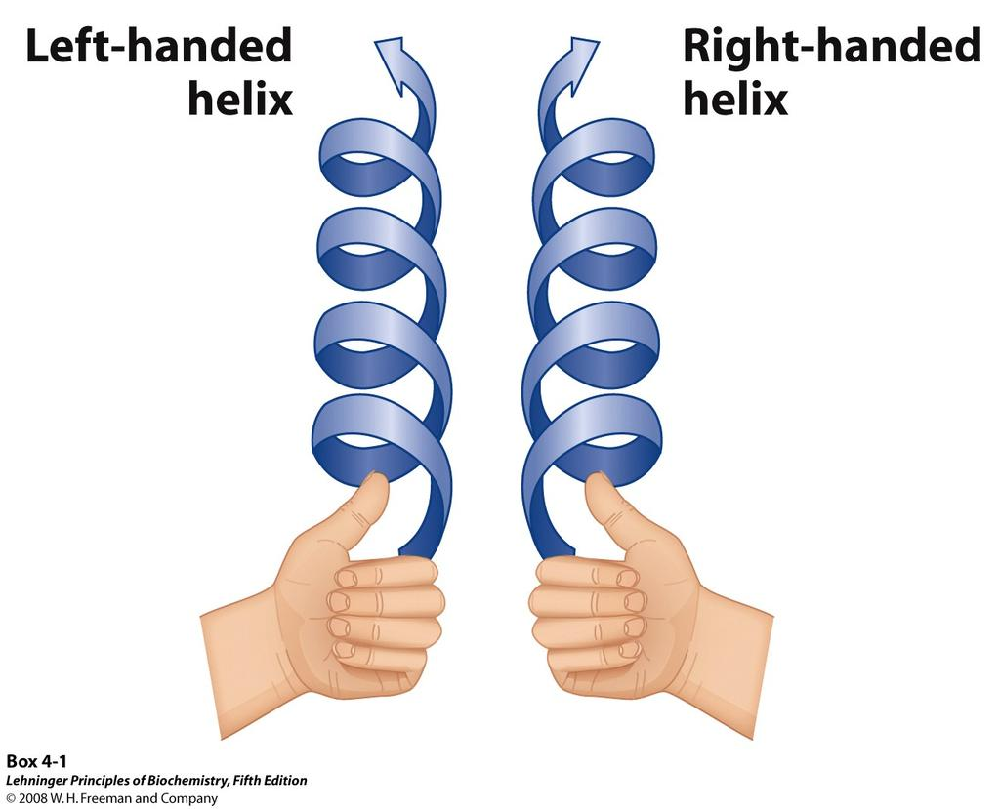 Left-handed
helix
Right-handed
helix
Box 4-1
Lehninger Principles of Biochemistry, Fifth Edition
© 2008 W. H. Freeman and Company